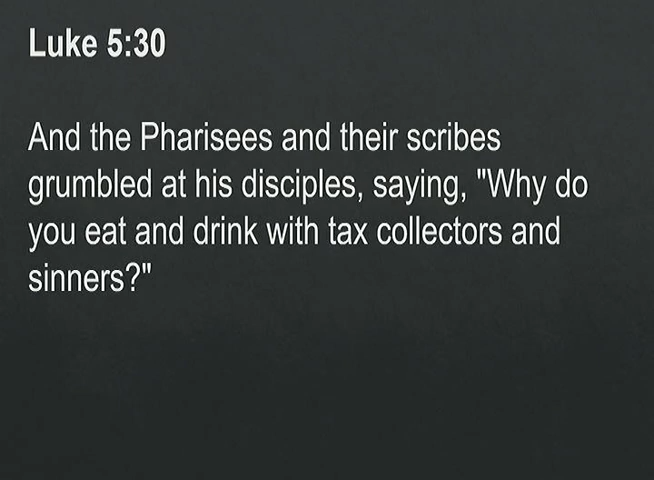 Luke 5:30
And the Pharisees and their scribes
grumbled at his disciples, saying, "Why do
you eat and drink with tax collectors and
sinners?"